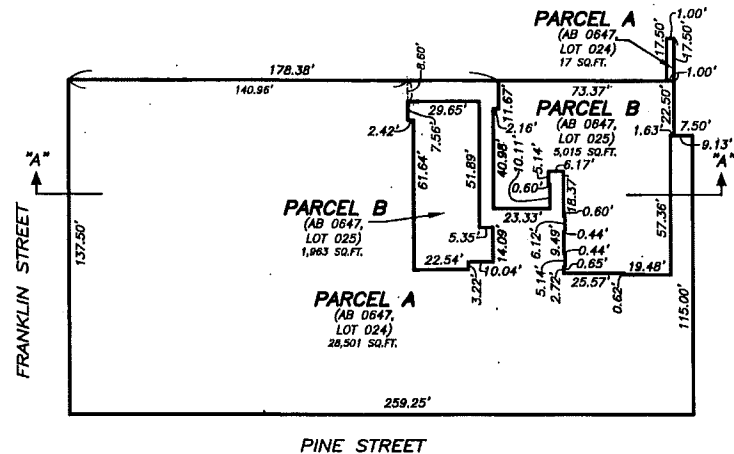 PARCEL A
(AB 0647,
LOT 024)
17 SQ.FT.
1.00'
17.50'
17.50'
1.00'
178.38'
8.60'
73.37'
140.96'
29.65'
11.67'
PARCEL B
(AB 0647,
LOT 025)
5,015 SQ.FT.
22.50'
1.63'
7.50'
9.13'
2.42'
7.56'
2.16'
"A"
"A"
61.64'
51.89'
40.98'
10.11'
5.14'
6.17'
0.60'
18.37'
0.60'
23.33'
137.50'
FRANKLIN STREET
PARCEL B
(AB 0647,
LOT 025)
1,963 SQ.FT.
5.35'
14.09'
6.12'
9.49'
0.44'
0.44'
0.65'
57.36'
22.54'
10.04'
3.22'
5.14'
2.72'
25.57'
19.48'
0.62'
115.00'
PARCEL A
(AB 0647,
LOT 024)
28,501 SQ.FT.
259.25'
PINE STREET